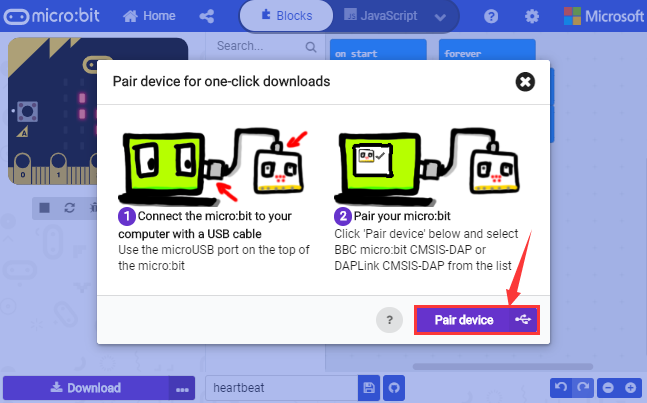 micro:bit Home Blocks JavaScript ? Microsoft
Search...
on start forever
Pair device for one-click downloads
1 Connect the micro:bit to your
computer with a USB cable
Use the microUSB port on the top of
the micro:bit
2 Pair your micro:bit
Click 'Pair device' below and select
BBC micro:bit CMSIS-DAP or
DAPLink CMSIS-DAP from the list
? Pair device
0 1
Download ... heartbeat